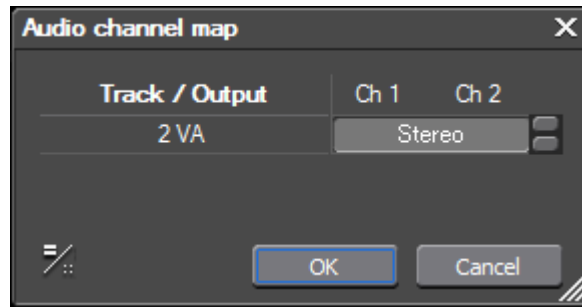 Audio channel map
Track / Output Ch 1 Ch 2
2 VA Stereo
OK Cancel